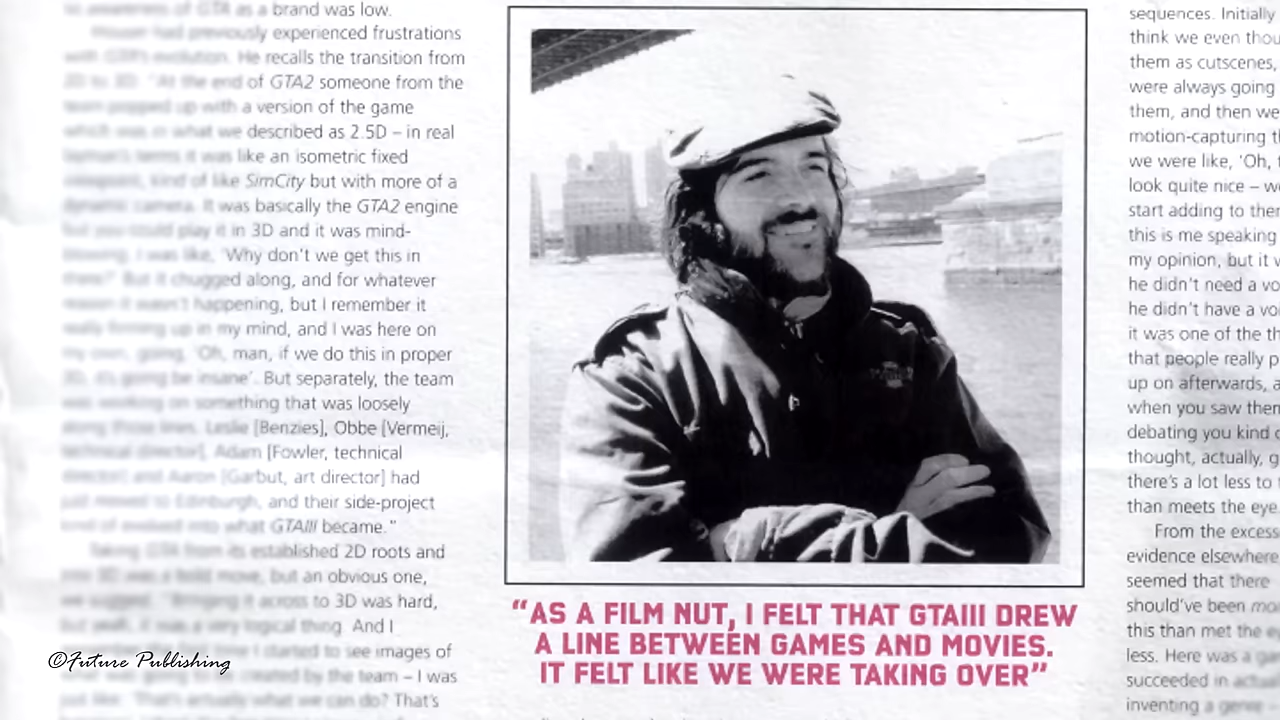 as a brand was low.
previously experienced frustrations
with GTA's evolution. He recalls the transition from
2D to 3D. "At the end of GTA2 someone from the
team popped up with a version of the game
which was in what we described as 2.5D – in real
layman's terms it was like an isometric fixed
viewpoint, kind of like SimCity but with more of a
dynamic camera. It was basically the GTA2 engine
but you could play it in 3D and it was mind-
blowing. I was like, 'Why don't we get this in
there?' But it chugged along, and for whatever
reason it wasn't happening, but I remember it
really firming up in my mind, and I was here on
my own, going, 'Oh, man, if we do this in proper
3D, it's going be insane'. But separately, the team
was working on something that was loosely
along those lines. Leslie [Benzies], Obbe [Vermeij,
technical director], Adam [Fowler, technical
director] and Aaron [Garbut, art director] had
just moved to Edinburgh, and their side-project
kind of evolved into what GTAIII became."
Taking GTA from its established 2D roots and
into 3D was a bold move, but an obvious one,
we suggest. "Bringing it across to 3D was hard,
but yeah, it was a very logical thing. And I
I started to see images of
created by the team – I was
just like, 'That's actually what we can do? That's
©Future Publishing
"AS A FILM NUT, I FELT THAT GTAIII DREW
A LINE BETWEEN GAMES AND MOVIES.
IT FELT LIKE WE WERE TAKING OVER"
sequences. Initially
think we even thou
them as cutscenes,
were always going
them, and then we
motion-capturing t
we were like, 'Oh, t
look quite nice – w
start adding to the
this is me speaking
my opinion, but it w
he didn't need a vo
he didn't have a voi
it was one of the th
that people really p
up on afterwards, a
when you saw them
debating you kind o
thought, actually, g
there's a lot less to t
than meets the eye.
From the excess
evidence elsewhere
seemed that there
should've been mo
this than met the e
less. Here was a ga
succeeded in actual
inventing a genre –